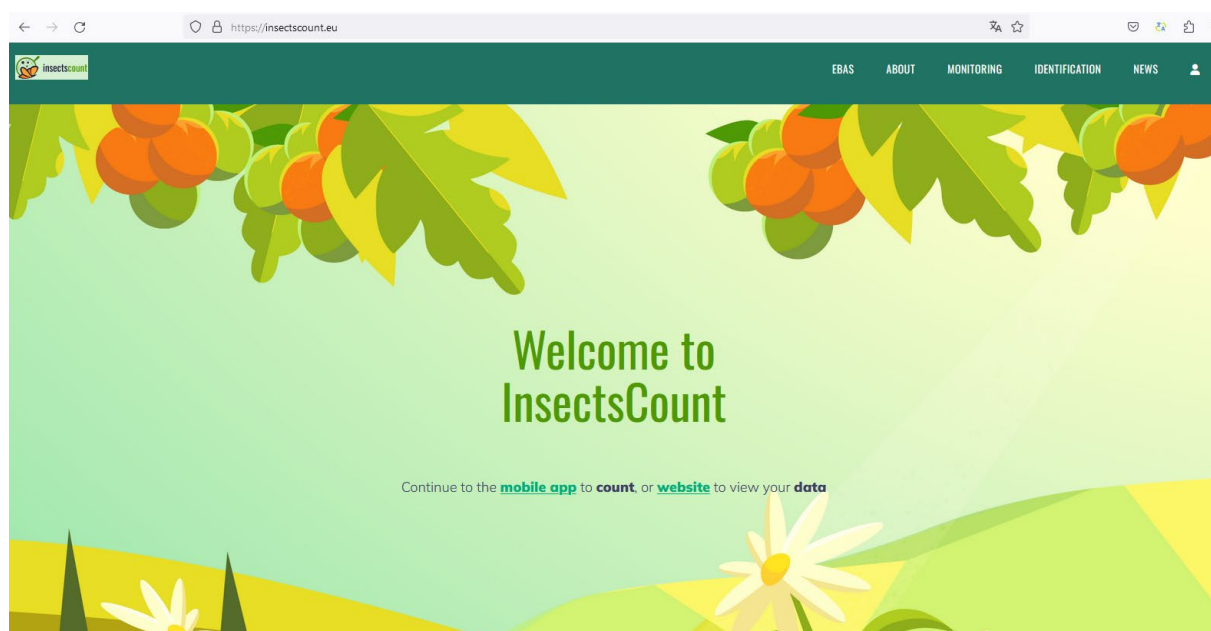 https://insectscount.eu
insectscount
EBAS ABOUT MONITORING IDENTIFICATION NEWS
Welcome to
InsectsCount
Continue to the mobile app to count, or website to view your data